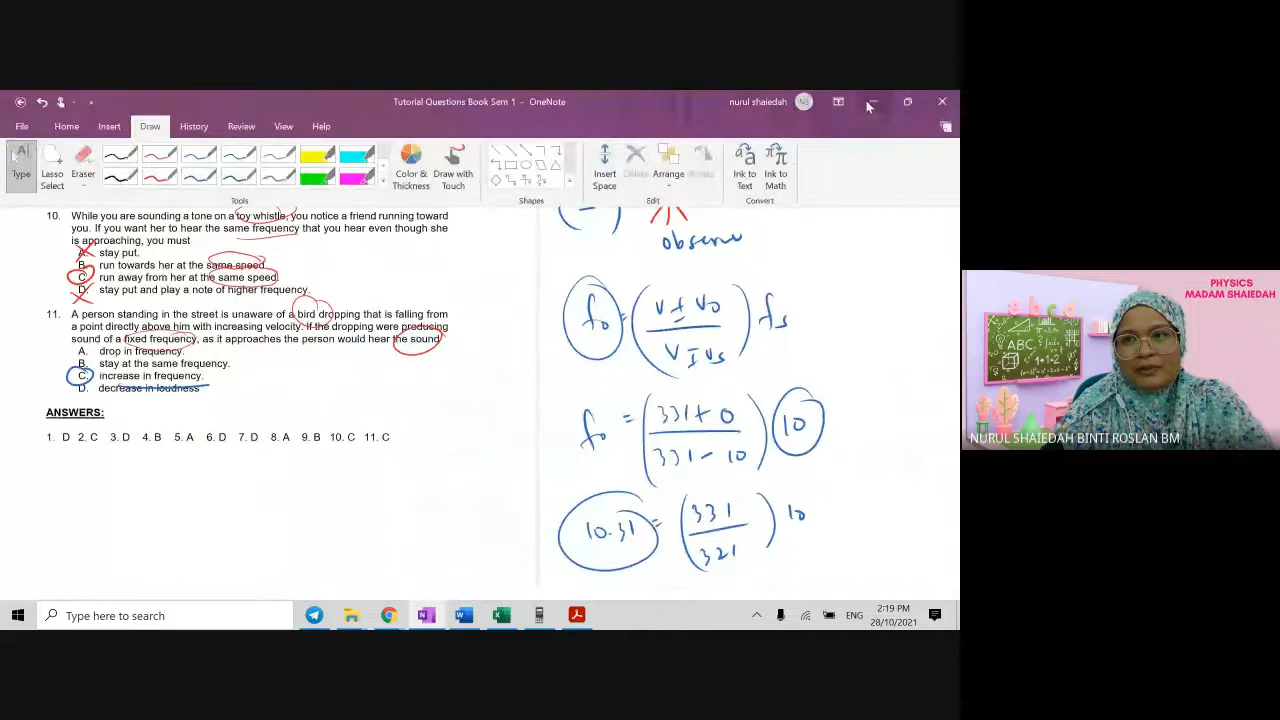 Tutorial Questions Book Sem 1 - OneNote
nurul shaiedah
NS
File Home Insert Draw History Review View Help
Type
Lasso Select
Eraser
Color & Thickness
Draw with Touch
Insert Space
Delete
Arrange
Rotate
Ink to Text
Ink to Math
Tools
Shapes
Convert
10. While you are sounding a tone on a toy whistle, you notice a friend running toward
you. If you want her to hear the same frequency that you hear even though she
is approaching, you must
A. stay put.
B. run towards her at the same speed
C. run away from her at the same speed.
D. stay put and play a note of higher frequency.
11. A person standing in the street is unaware of a bird dropping that is falling from
a point directly above him with increasing velocity. If the dropping were producing
sound of a fixed frequency, as it approaches the person would hear the sound
A. drop in frequency.
B. stay at the same frequency.
C. increase in frequency.
D. decrease in loudness
ANSWERS:
1. D 2. C 3. D 4. B 5. A 6. D 7. D 8. A 9. B 10. C 11. C
observe
fo = (v ± vo / v ∓ vs) fs
fo = (331 + 0 / 331 - 10) 10
10.31 = (331 / 321) 10
PHYSICS
MADAM SHAIEDAH
ABC
NURUL SHAIEDAH BINTI ROSLAN BM
Type here to search
ENG
2:19 PM
28/10/2021